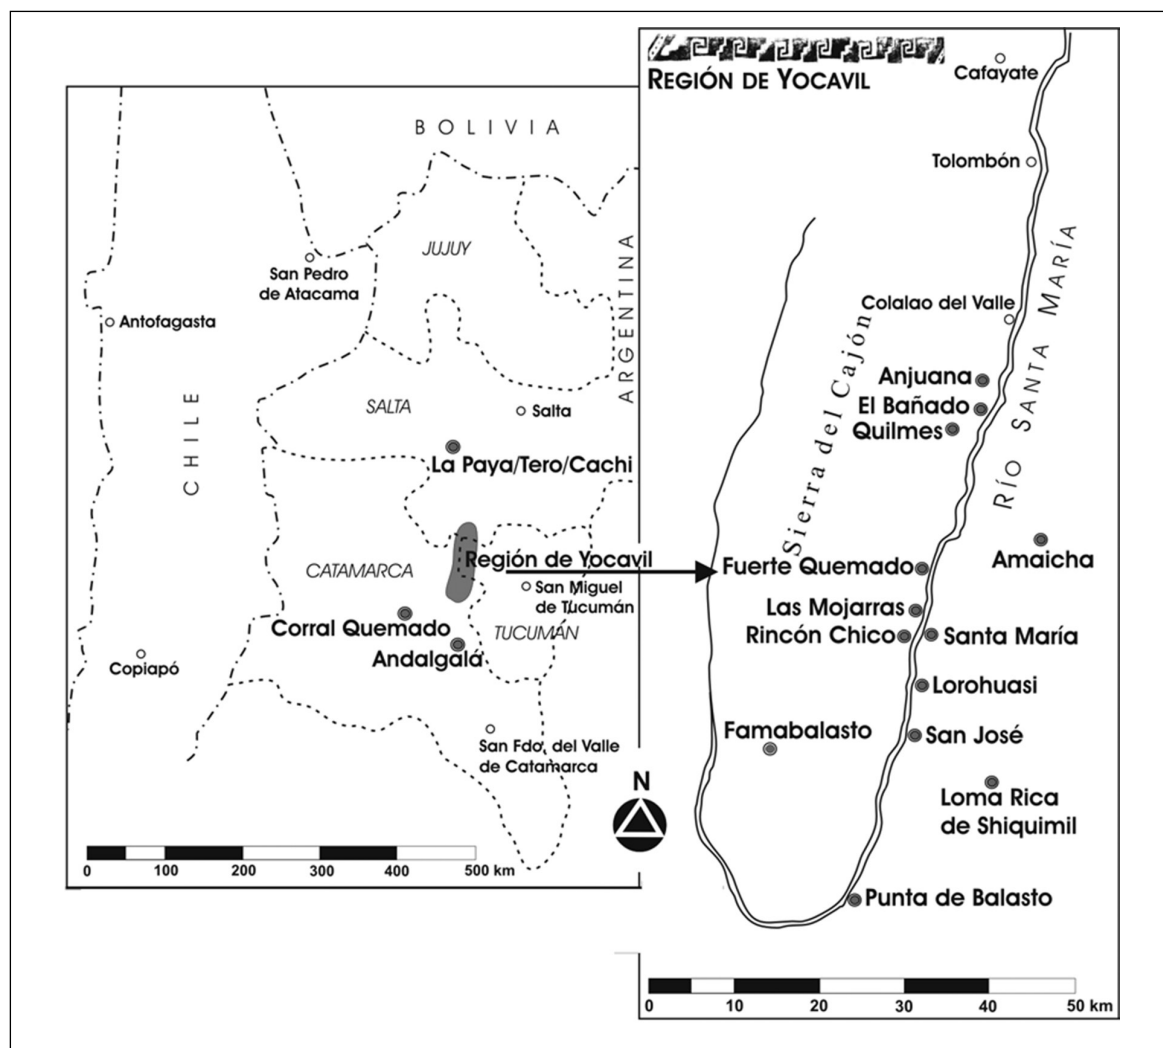 BOLIVIA
JUJUY
ARGENTINA
San Pedro
de Atacama
Antofagasta
CHILE
SALTA
Salta
La Paya/Tero/Cachi
Región de Yocavil
CATAMARCA
San Miguel
de Tucumán
Corral Quemado
TUCUMÁN
Andalgalá
Copiapó
San Fdo. del Valle
de Catamarca
0 100 200 300 400 500 km
N
REGIÓN DE YOCAVIL
Cafayate
Tolombón
Colalao del Valle
RÍO SANTA MARÍA
Sierra del Cajón
Anjuana
El Bañado
Quilmes
Amaicha
Fuerte Quemado
Las Mojarras
Rincón Chico
Santa María
Lorohuasi
Famabalasto
San José
Loma Rica
de Shiquimil
Punta de Balasto
0 10 20 30 40 50 km